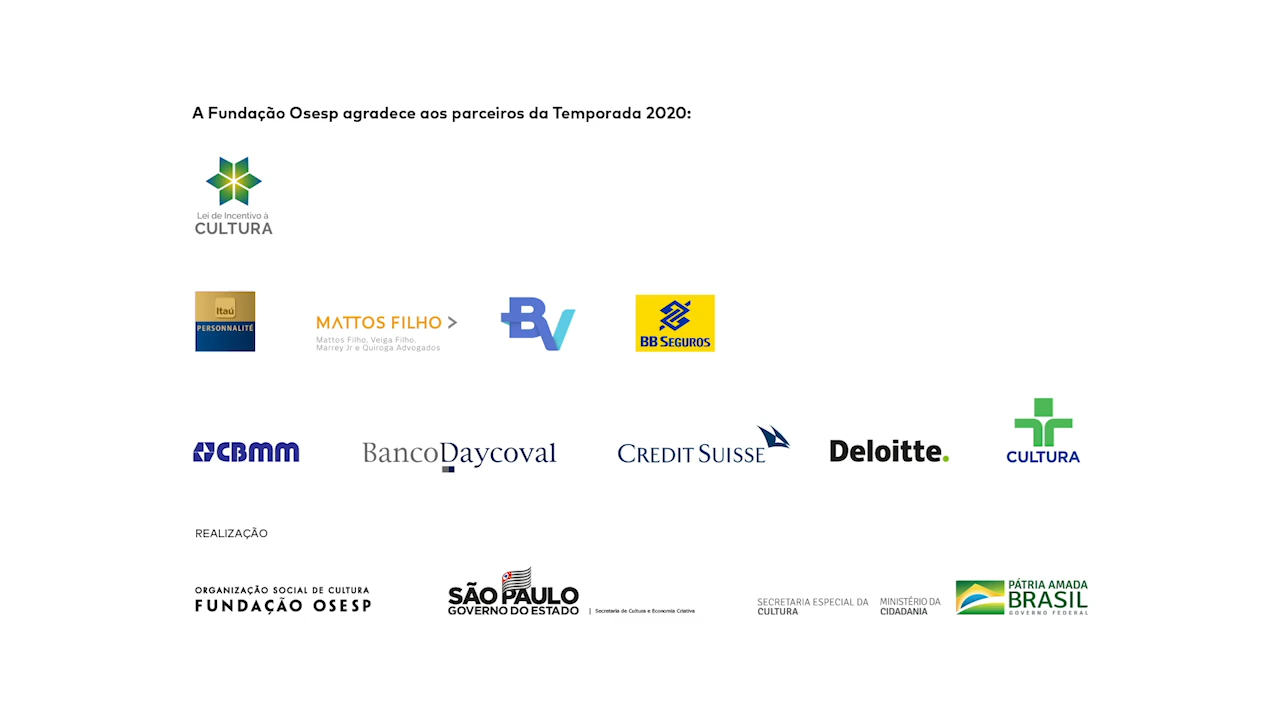 A Fundação Osesp agradece aos parceiros da Temporada 2020:
Lei de Incentivo à
CULTURA
Itaú
PERSONNALITÉ
MATTOS FILHO >
Mattos Filho, Veiga Filho,
Marrey Jr e Quiroga Advogados
BV
BB SEGUROS
CBMM
BancoDaycoval
CREDIT SUISSE
Deloitte.
CULTURA
REALIZAÇÃO
ORGANIZAÇÃO SOCIAL DE CULTURA
FUNDAÇÃO OSESP
SÃO PAULO
GOVERNO DO ESTADO
| Secretaria de Cultura e Economia Criativa
SECRETARIA ESPECIAL DA
CULTURA
MINISTÉRIO DA
CIDADANIA
PÁTRIA AMADA
BRASIL
GOVERNO FEDERAL